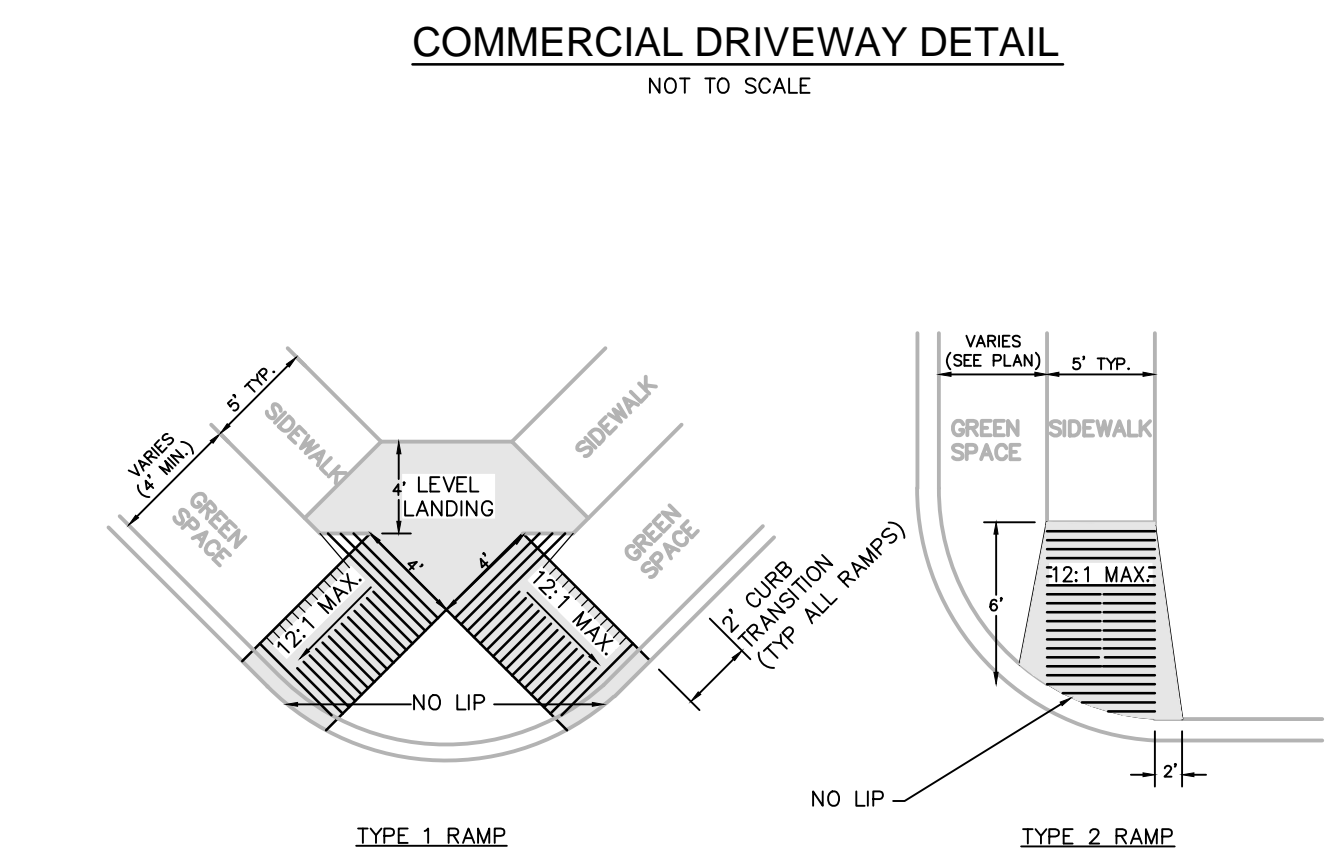 COMMERCIAL DRIVEWAY DETAIL
NOT TO SCALE
5' TYP.
SIDEWALK
VARIES
(4' MIN.)
GREEN
SPACE
4' LEVEL
LANDING
SIDEWALK
GREEN
SPACE
4'
4'
12:1 MAX.
12:1 MAX.
NO LIP
2' CURB
TRANSITION
(TYP ALL RAMPS)
TYPE 1 RAMP
VARIES
(SEE PLAN)
5' TYP.
GREEN
SPACE
SIDEWALK
12:1 MAX.
6'
2'
NO LIP
TYPE 2 RAMP